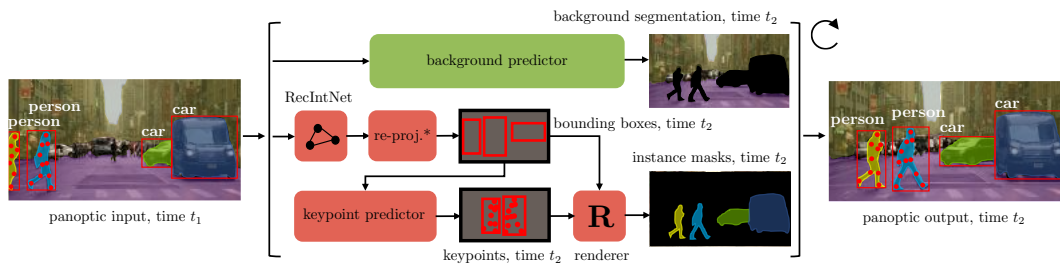 background segmentation, time t₂
background predictor
RecIntNet
re-proj.*
bounding boxes, time t₂
person
person
car
car
panoptic input, time t₁
keypoint predictor
keypoints, time t₂
R
renderer
instance masks, time t₂
person
person
car
car
panoptic output, time t₂